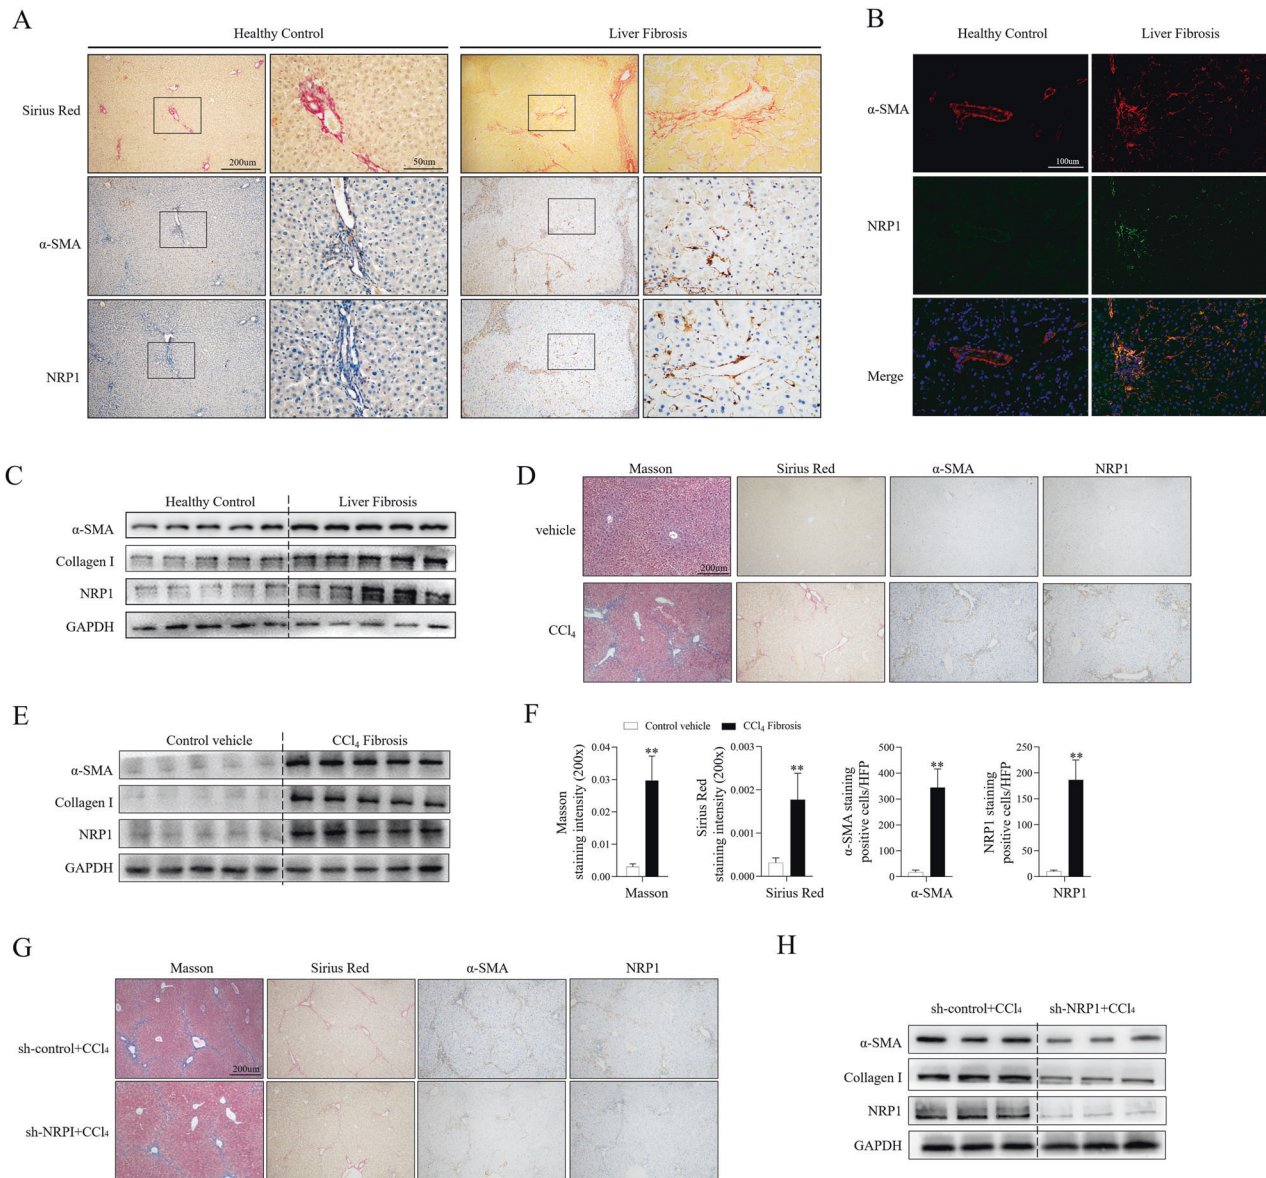 A
Healthy Control
Liver Fibrosis
Sirius Red
200um
50um
α-SMA
NRP1
B
Healthy Control
Liver Fibrosis
α-SMA
100um
NRP1
Merge
C
Healthy Control
Liver Fibrosis
α-SMA
Collagen I
NRP1
GAPDH
D
Masson
Sirius Red
α-SMA
NRP1
vehicle
200um
CCl₄
E
Control vehicle
CCl₄ Fibrosis
α-SMA
Collagen I
NRP1
GAPDH
F
Control vehicle
CCl₄ Fibrosis
Masson
staining intensity (200x)
0.04
0.03
0.02
0.01
0.00
**
Masson
Sirius Red
staining intensity (200x)
0.003
0.002
0.001
0.000
**
Sirius Red
α-SMA staining
positive cells/HFP
500
400
300
200
100
0
**
α-SMA
NRP1 staining
positive cells/HFP
250
200
150
100
50
0
**
NRP1
G
Masson
Sirius Red
α-SMA
NRP1
sh-control+CCl₄
200um
sh-NRPI+CCl₄
H
sh-control+CCl₄
sh-NRP1+CCl₄
α-SMA
Collagen I
NRP1
GAPDH